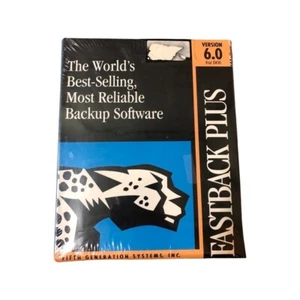 VERSION
6.0
For DOS
The World's
Best-Selling,
Most Reliable
Backup Software
FASTBACK PLUS
FIFTH GENERATION SYSTEMS, INC.